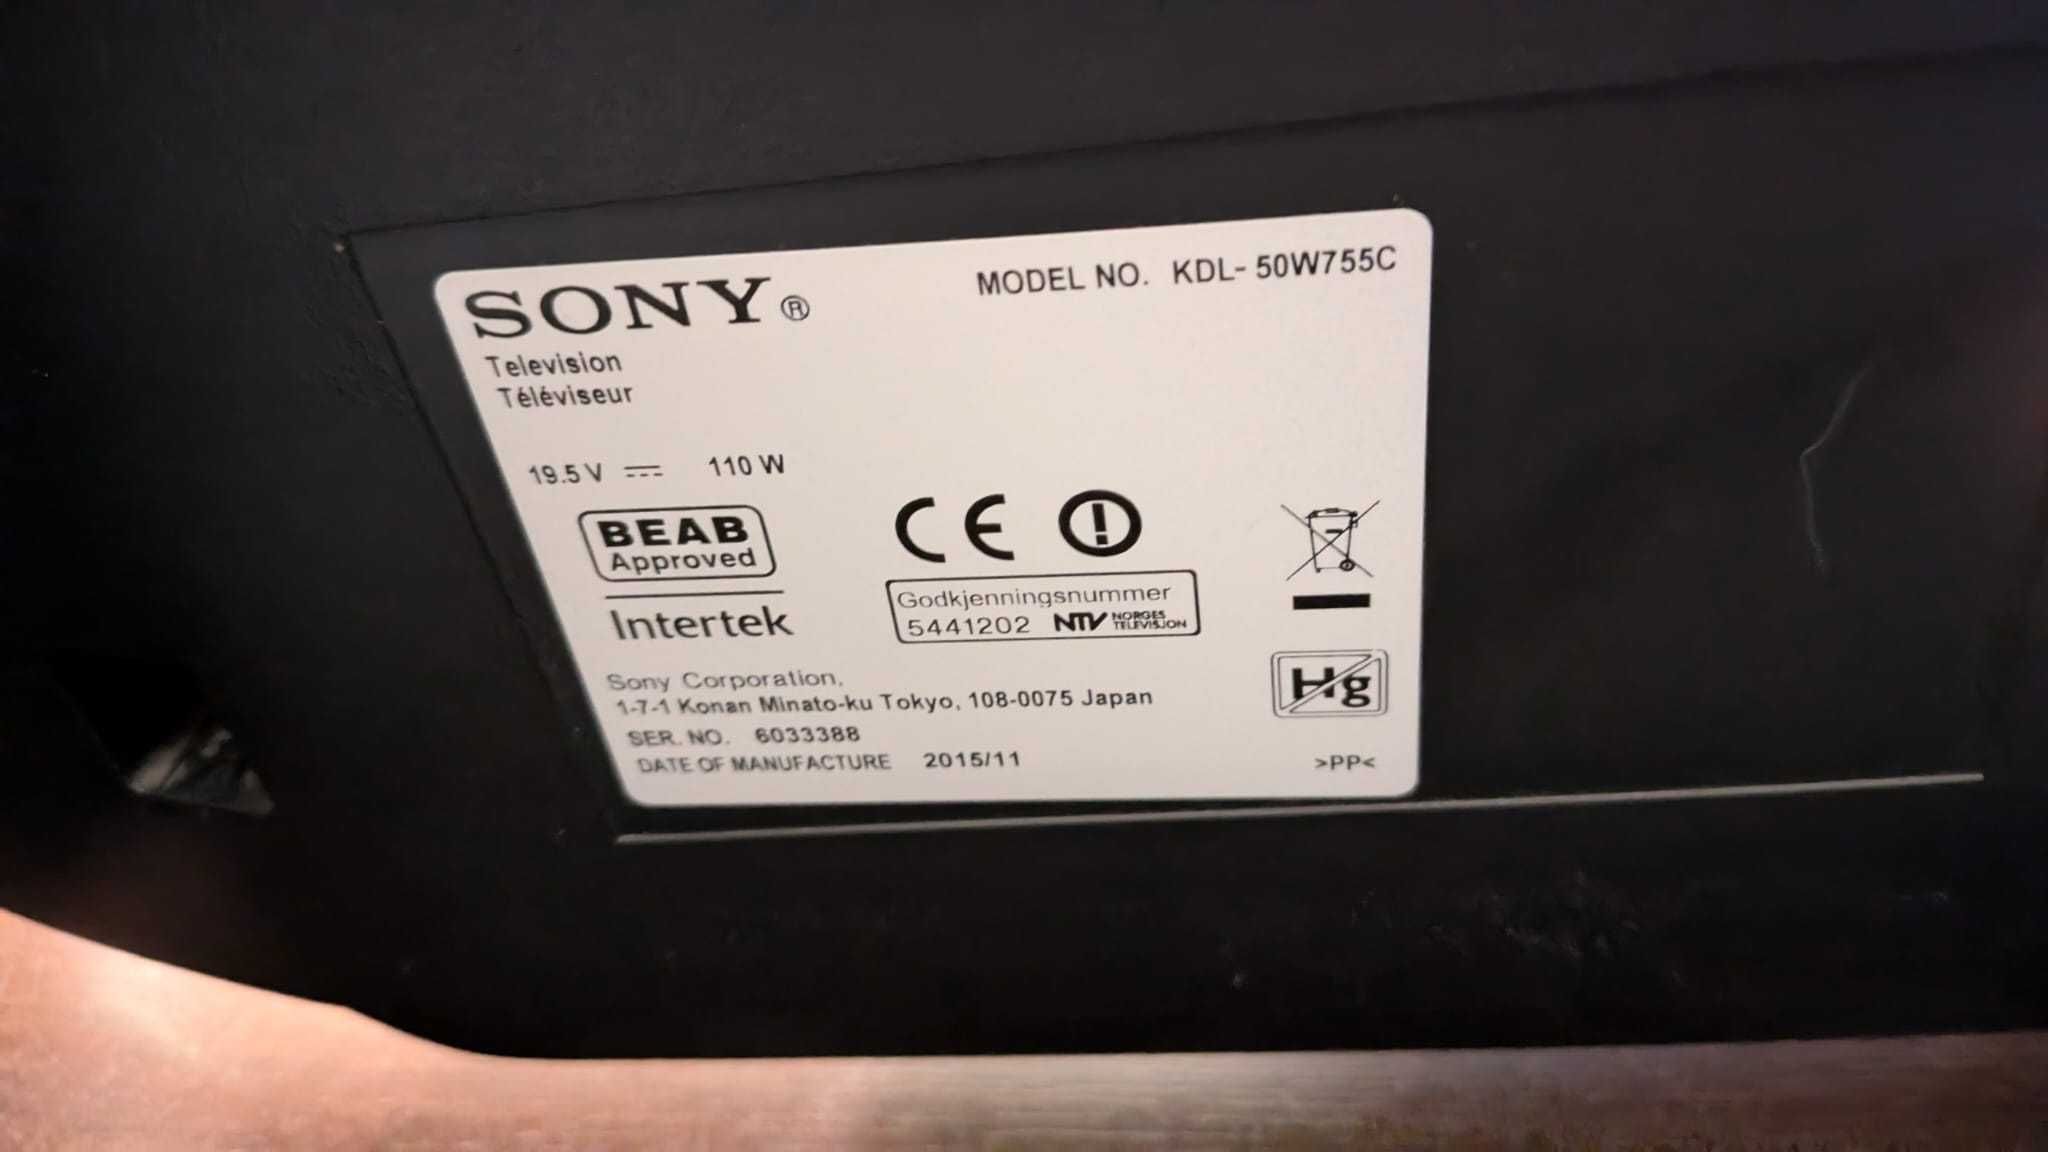 SONY®
MODEL NO. KDL- 50W755C
Television
Téléviseur
19.5 V 110 W
BEAB
Approved
Intertek
CE
Godkjenningsnummer
5441202 NTV NORGES TELEVISJON
Sony Corporation,
1-7-1 Konan Minato-ku Tokyo, 108-0075 Japan
Hg
SER. NO. 6033388
DATE OF MANUFACTURE 2015/11
>PP<